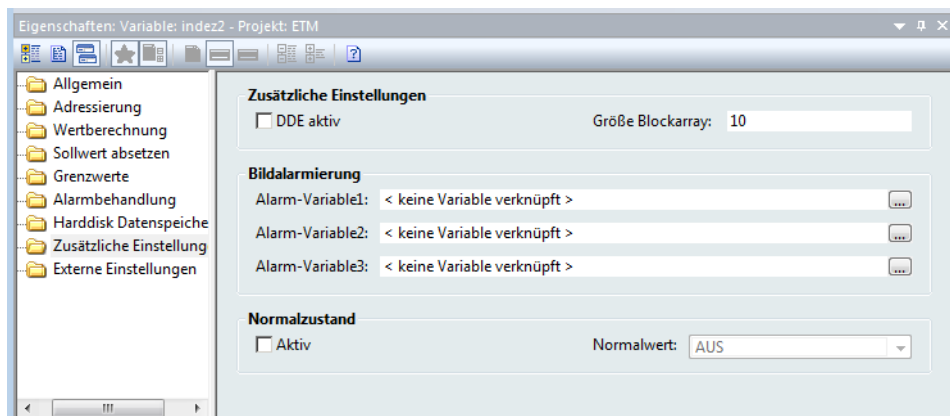 Eigenschaften: Variable: indez2 - Projekt: ETM
Allgemein
Adressierung
Wertberechnung
Sollwert absetzen
Grenzwerte
Alarmbehandlung
Harddisk Datenspeiche
Zusätzliche Einstellung
Externe Einstellungen
Zusätzliche Einstellungen
DDE aktiv
Größe Blockarray: 10
Bildalarmierung
Alarm-Variable1: < keine Variable verknüpft > ...
Alarm-Variable2: < keine Variable verknüpft > ...
Alarm-Variable3: < keine Variable verknüpft > ...
Normalzustand
Aktiv
Normalwert: AUS